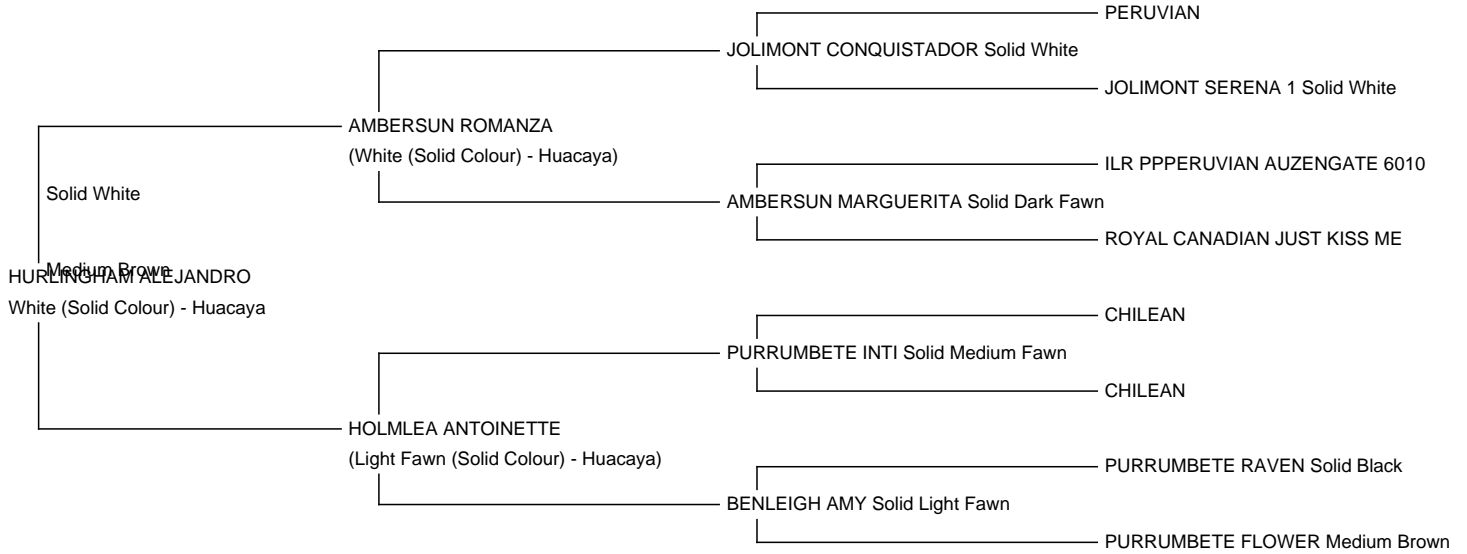 PERUVIAN
JOLIMONT CONQUISTADOR Solid White
JOLIMONT SERENA 1 Solid White
AMBERSUN ROMANZA
(White (Solid Colour) - Huacaya)
ILR PPPERUVIAN AUZENGATE 6010
Solid White
AMBERSUN MARGUERITA Solid Dark Fawn
ROYAL CANADIAN JUST KISS ME
Medium Brown
HURLINGHAM ALEJANDRO
White (Solid Colour) - Huacaya
CHILEAN
PURRUMBETE INTI Solid Medium Fawn
CHILEAN
HOLMLEA ANTOINETTE
(Light Fawn (Solid Colour) - Huacaya)
PURRUMBETE RAVEN Solid Black
BENLEIGH AMY Solid Light Fawn
PURRUMBETE FLOWER Medium Brown